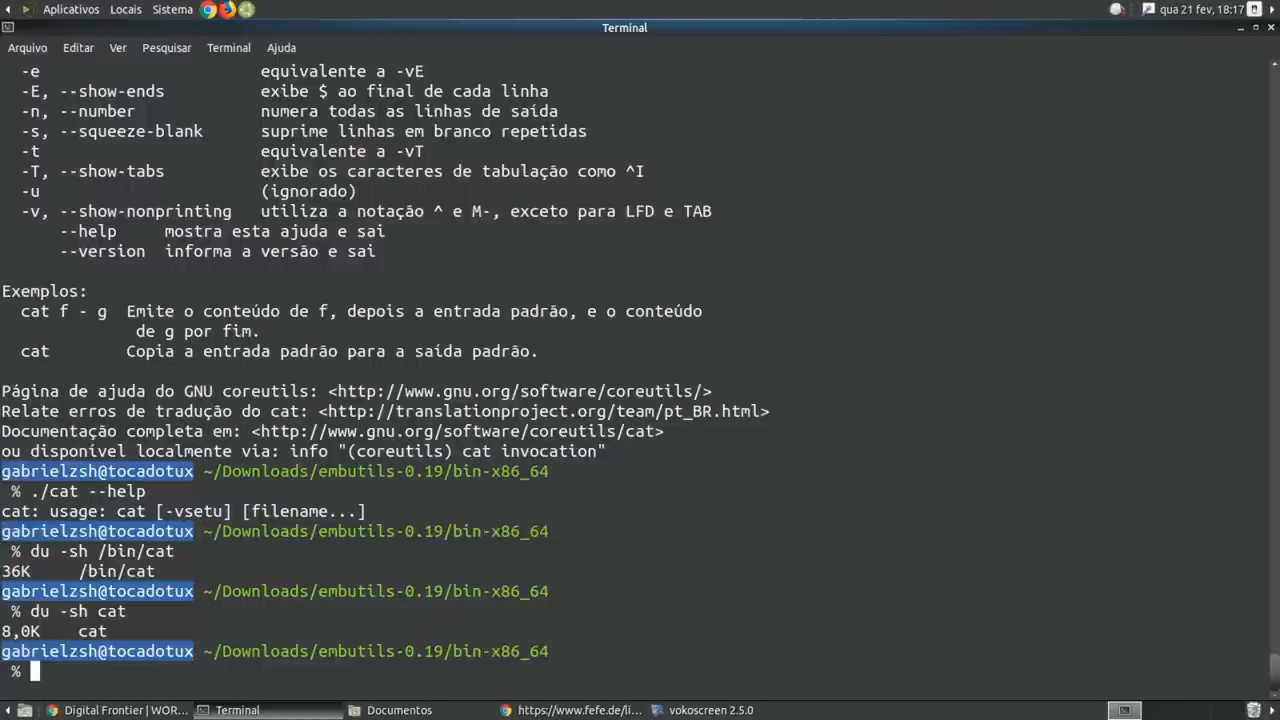 Aplicativos Locais Sistema qua 21 fev, 18:17
Terminal
Arquivo Editar Ver Pesquisar Terminal Ajuda
-e equivalente a -vE
-E, --show-ends exibe $ ao final de cada linha
-n, --number numera todas as linhas de saída
-s, --squeeze-blank suprime linhas em branco repetidas
-t equivalente a -vT
-T, --show-tabs exibe os caracteres de tabulação como ^I
-u (ignorado)
-v, --show-nonprinting utiliza a notação ^ e M-, exceto para LFD e TAB
--help mostra esta ajuda e sai
--version informa a versão e sai
Exemplos:
cat f - g Emite o conteúdo de f, depois a entrada padrão, e o conteúdo
de g por fim.
cat Copia a entrada padrão para a saída padrão.
Página de ajuda do GNU coreutils: <http://www.gnu.org/software/coreutils/>
Relate erros de tradução do cat: <http://translationproject.org/team/pt_BR.html>
Documentação completa em: <http://www.gnu.org/software/coreutils/cat>
ou disponível localmente via: info "(coreutils) cat invocation"
gabrielzsh@tocadotux ~/Downloads/embutils-0.19/bin-x86_64
% ./cat --help
cat: usage: cat [-vsetu] [filename...]
gabrielzsh@tocadotux ~/Downloads/embutils-0.19/bin-x86_64
% du -sh /bin/cat
36K /bin/cat
gabrielzsh@tocadotux ~/Downloads/embutils-0.19/bin-x86_64
% du -sh cat
8,0K cat
gabrielzsh@tocadotux ~/Downloads/embutils-0.19/bin-x86_64
%
Digital Frontier | WOR... Terminal Documentos https://www.fefe.de/li... vokoscreen 2.5.0